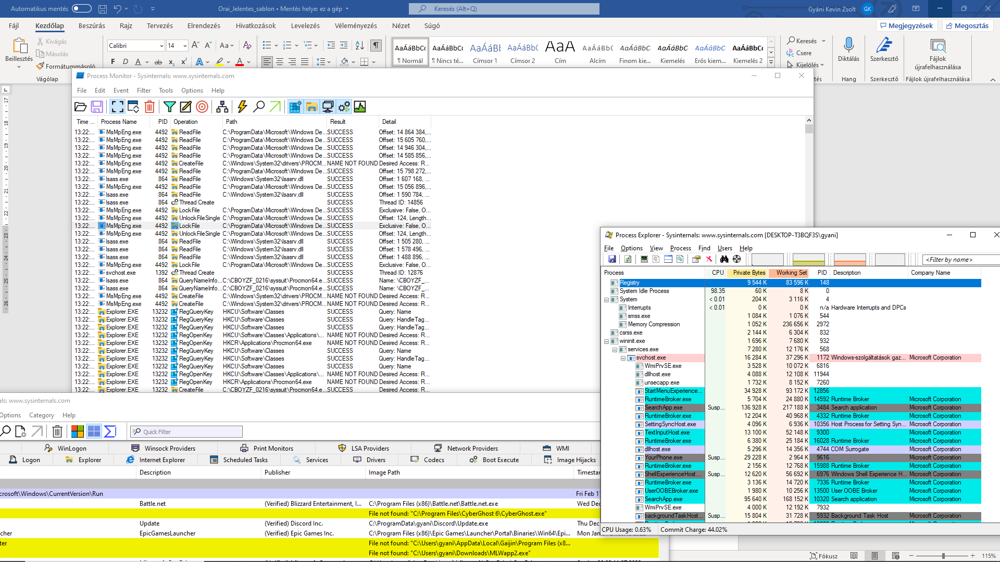 Automatikus mentés
Orai_Jelentes_sablon • Mentés helye: ez a gép
Keresés (Alt+Q)
Gyáni Kevin Zsolt GK
Fájl Kezdőlap Beszúrás Rajz Tervezés Elrendezés Hivatkozások Levelezés Véleményezés Nézet Súgó
Megjegyzések Megosztás
Beillesztés
Kivágás
Másolás
Formátummásoló
Vágólap
Calibri 14
AaÁáBbCc AaÁáBbCc AaÁáBl AaÁáBbC AaA AaÁáBbC AaÁáBbC AaÁáBbC AaÁáBbC AaÁáBbC
¶ Normál ¶ Nincs té... Címsor 1 Címsor 2 Cím Alcím Finom kie... Kiemelés Erős kiem... Kiemelés 2
Keresés
Csere
Kijelölés
Diktálás
Hang
Szerkesztő
Szerkesztő
Fájlok újrafelhasználása
Fájlok újrafelhasználása
Process Monitor - Sysinternals: www.sysinternals.com
File Edit Event Filter Tools Options Help
Time ... Process Name PID Operation Path Result Detail
13:22:... MsMpEng.exe 4492 ReadFile C:\ProgramData\Microsoft\Windows De... SUCCESS Offset: 14 864 384,...
13:22:... MsMpEng.exe 4492 ReadFile C:\ProgramData\Microsoft\Windows De... SUCCESS Offset: 15 605 760,...
13:22:... MsMpEng.exe 4492 ReadFile C:\ProgramData\Microsoft\Windows De... SUCCESS Offset: 14 946 304,...
13:22:... MsMpEng.exe 4492 ReadFile C:\ProgramData\Microsoft\Windows De... SUCCESS Offset: 14 585 856,...
13:22:... MsMpEng.exe 4492 CreateFile C:\Windows\System32\drivers\PROCM... NAME NOT FOUND Desired Access: R...
13:22:... MsMpEng.exe 4492 ReadFile C:\ProgramData\Microsoft\Windows De... SUCCESS Offset: 15 798 272,...
13:22:... lsass.exe 864 ReadFile C:\Windows\System32\lsasrv.dll SUCCESS Offset: 1 607 168, ...
13:22:... MsMpEng.exe 4492 ReadFile C:\ProgramData\Microsoft\Windows De... SUCCESS Offset: 15 056 896,...
13:22:... lsass.exe 864 ReadFile C:\Windows\System32\lsasrv.dll SUCCESS Offset: 1 590 784, ...
13:22:... lsass.exe 864 Thread Create SUCCESS Thread ID: 14856
13:22:... MsMpEng.exe 4492 LockFile C:\ProgramData\Microsoft\Windows De... SUCCESS Exclusive: False, O...
13:22:... MsMpEng.exe 4492 UnlockFileSingle C:\ProgramData\Microsoft\Windows De... SUCCESS Offset: 124, Length...
13:22:... MsMpEng.exe 4492 LockFile C:\ProgramData\Microsoft\Windows De... SUCCESS Exclusive: False, O...
13:22:... MsMpEng.exe 4492 UnlockFileSingle C:\ProgramData\Microsoft\Windows De... SUCCESS Offset: 124, Length...
13:22:... lsass.exe 864 ReadFile C:\Windows\System32\lsasrv.dll SUCCESS Offset: 1 505 280, ...
13:22:... lsass.exe 864 ReadFile C:\Windows\System32\lsasrv.dll SUCCESS Offset: 1 578 496, ...
13:22:... lsass.exe 864 ReadFile C:\Windows\System32\lsasrv.dll SUCCESS Offset: 1 488 896, ...
13:22:... MsMpEng.exe 4492 LockFile C:\ProgramData\Microsoft\Windows De... SUCCESS Exclusive: False, O...
13:22:... svchost.exe 1392 Thread Create SUCCESS Thread ID: 12876
13:22:... lsass.exe 864 QueryNameInfo... C:\CBOYZF_0216\syssuit\Procmon64.e... SUCCESS Name: \CBOYZF_...
13:22:... lsass.exe 864 QueryNameInfo... C:\CBOYZF_0216\syssuit\Procmon64.e... SUCCESS Name: \CBOYZF_...
13:22:... MsMpEng.exe 4492 CreateFile C:\Windows\System32\drivers\PROCM... NAME NOT FOUND Desired Access: R...
13:22:... MsMpEng.exe 4492 CreateFile C:\Windows\System32\drivers\PROCM... NAME NOT FOUND Desired Access: R...
13:22:... Explorer.EXE 13232 RegQueryKey HKCU\Software\Classes SUCCESS Query: Name
13:22:... Explorer.EXE 13232 RegQueryKey HKCU\Software\Classes SUCCESS Query: HandleTag...
13:22:... Explorer.EXE 13232 RegQueryKey HKCU\Software\Classes SUCCESS Query: HandleTag...
13:22:... Explorer.EXE 13232 RegOpenKey HKCU\Software\Classes\Applications\... NAME NOT FOUND Desired Access: R...
13:22:... Explorer.EXE 13232 RegOpenKey HKCR\Applications\Procmon64.exe NAME NOT FOUND Desired Access: R...
13:22:... Explorer.EXE 13232 RegQueryKey HKCU\Software\Classes SUCCESS Query: Name
13:22:... Explorer.EXE 13232 RegQueryKey HKCU\Software\Classes SUCCESS Query: HandleTag...
13:22:... Explorer.EXE 13232 RegQueryKey HKCU\Software\Classes SUCCESS Query: Name
13:22:... Explorer.EXE 13232 RegOpenKey HKCU\Software\Classes\Applications\... NAME NOT FOUND Desired Access: R...
13:22:... Explorer.EXE 13232 RegOpenKey HKCR\Applications\Procmon64.exe NAME NOT FOUND Desired Access: R...
13:22:... Explorer.EXE 13232 CreateFile C:\CBOYZF_0216\syssuit\Procmon64.e... SUCCESS Desired Access: R...
Process Explorer - Sysinternals: www.sysinternals.com [DESKTOP-T3BQF3S\gyani]
File Options View Process Find Users Help
<Filter by name>
Process CPU Private Bytes Working Set PID Description Company Name
Registry 9 544 K 83 596 K 148
System Idle Process 98.35 60 K 8 K 0
System < 0.01 204 K 3 116 K 4
Interrupts < 0.01 0 K 0 K n/a Hardware Interrupts and DPCs
smss.exe 1 084 K 1 076 K 544
Memory Compression 1 052 K 236 656 K 2972
csrss.exe 2 144 K 6 304 K 832
wininit.exe 1 696 K 7 680 K 932
services.exe 7 280 K 12 176 K 568
svchost.exe 16 284 K 37 296 K 1172 Windows-szolgáltatások gaz... Microsoft Corporation
WmiPrvSE.exe 3 528 K 10 072 K 6816
dllhost.exe 4 088 K 12 108 K 11944
unsecapp.exe 1 732 K 8 152 K 7260
StartMenuExperience... 34 928 K 93 172 K 12856
RuntimeBroker.exe 5 704 K 24 880 K 14592 Runtime Broker Microsoft Corporation
SearchApp.exe Susp... 136 928 K 217 188 K 3484 Search application Microsoft Corporation
RuntimeBroker.exe 12 204 K 40 968 K 4332 Runtime Broker Microsoft Corporation
SettingSyncHost.exe 4 096 K 6 936 K 10356 Host Process for Setting Syn... Microsoft Corporation
TextInputHost.exe 13 100 K 52 148 K 9300
RuntimeBroker.exe 6 380 K 25 184 K 16028 Runtime Broker Microsoft Corporation
dllhost.exe 5 296 K 14 356 K 4744 COM Surrogate Microsoft Corporation
YourPhone.exe Susp... 29 228 K 2 964 K 9616
RuntimeBroker.exe 2 156 K 12 768 K 15988 Runtime Broker Microsoft Corporation
ShellExperienceHost.... Susp... 12 620 K 56 692 K 6976 Windows Shell Experience H... Microsoft Corporation
RuntimeBroker.exe 3 136 K 14 720 K 7336 Runtime Broker Microsoft Corporation
UserOOBEBroker.exe 1 980 K 10 256 K 13500 User OOBE Broker Microsoft Corporation
SearchApp.exe 95 640 K 168 152 K 10320 Search application Microsoft Corporation
WmiPrvSE.exe 4 000 K 12 192 K 7932
backgroundTaskHost... Susp... 15 804 K 31 728 K 5932 Background Task Host Microsoft Corporation
CPU Usage: 0.63% Commit Charge: 44.02%
als: www.sysinternals.com
Options Category Help
Quick Filter
WinLogon Winsock Providers Print Monitors LSA Providers Network Providers WMI
Logon Explorer Internet Explorer Scheduled Tasks Services Drivers Codecs Boot Execute Image Hijacks
Description Publisher Image Path Timestam
crosoft\Windows\CurrentVersion\Run Fri Feb 1
Battle.net (Verified) Blizzard Entertainment, I... C:\Program Files (x86)\Battle.net\Battle.net.exe Wed Dec
File not found: "C:\Program Files\CyberGhost 6\CyberGhost.exe"
Update (Verified) Discord Inc. C:\ProgramData\gyani\Discord\Update.exe Thu Dec
cher EpicGamesLauncher (Verified) Epic Games Inc. C:\Program Files (x86)\Epic Games\Launcher\Portal\Binaries\Win64\Epi... Mon Jan
ter File not found: "C:\Users\gyani\AppData\Local\Gaijin\Program Files (x8...
File not found: "C:\Users\gyani\Downloads\MLWapp2.exe"
Fókusz 115%